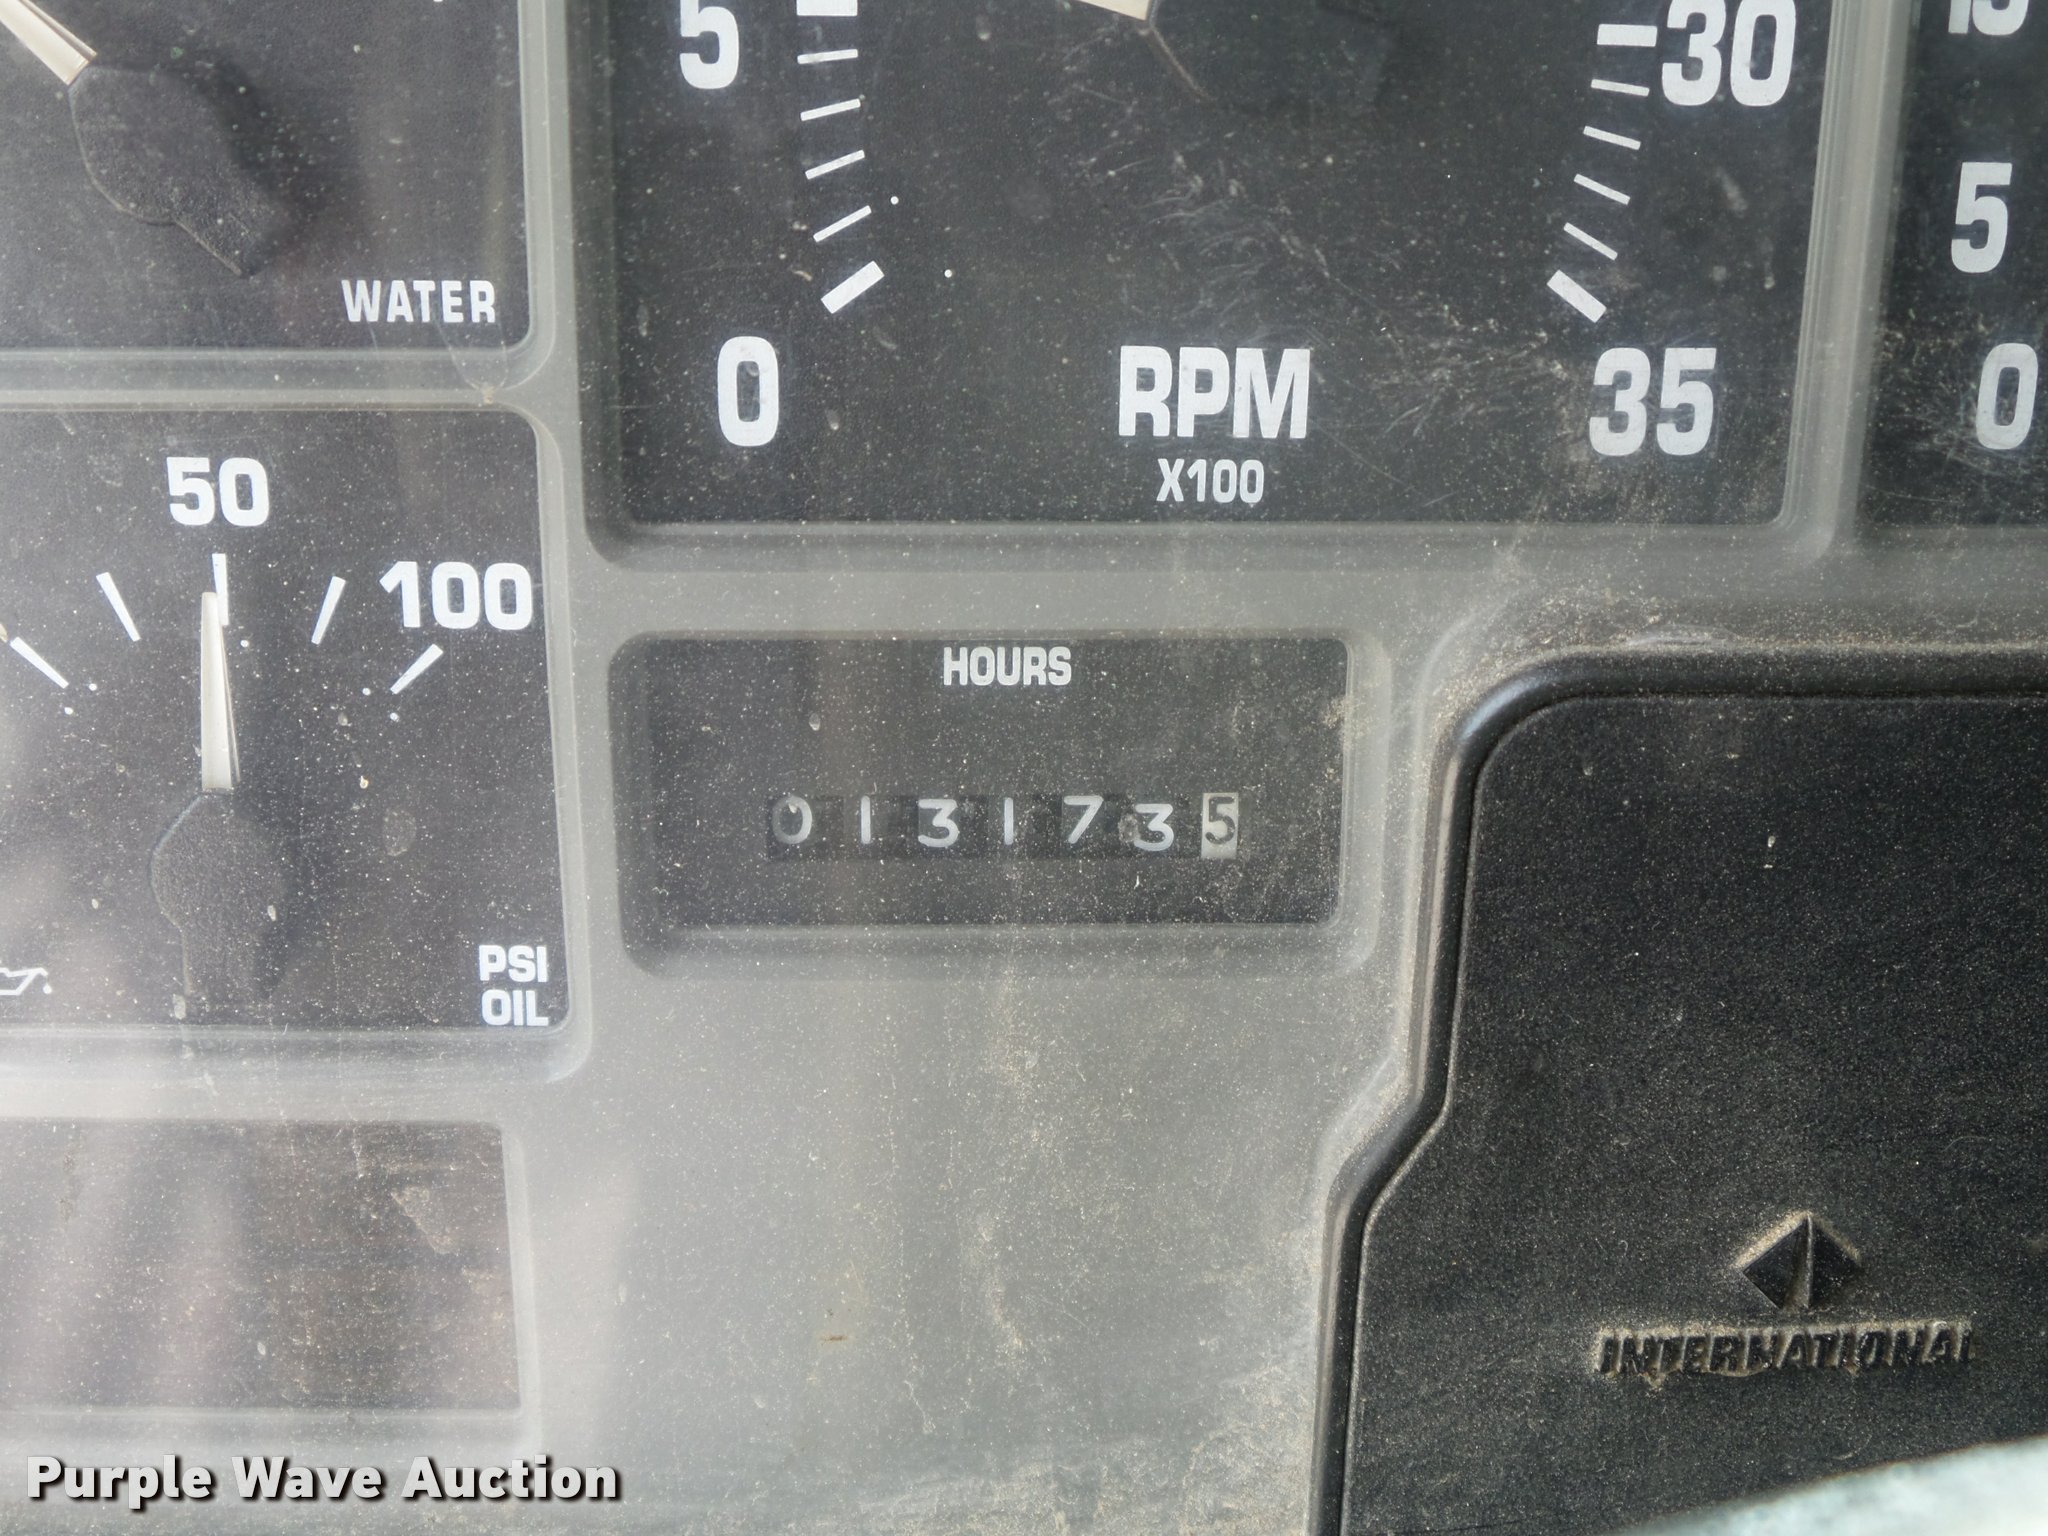 5
30
15
5
WATER
0
RPM
35
0
X100
50
100
HOURS
0131735
PSI
OIL
INTERNATIONAL
Purple Wave Auction